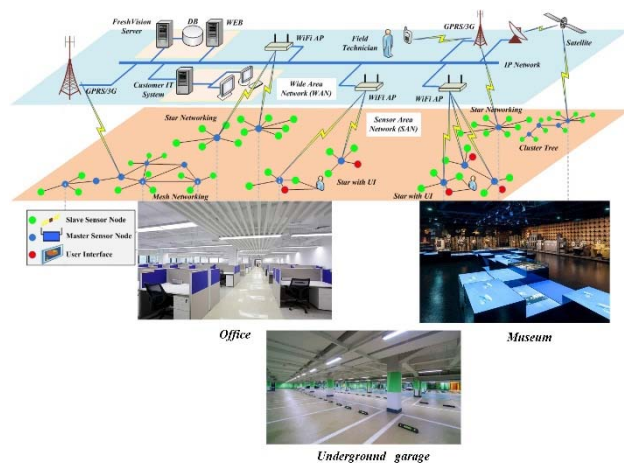 FreshVision
Server
DB
WEB
WiFi AP
Field
Technician
GPRS/3G
Satellite
GPRS/3G
Customer IT
System
Wide Area
Network (WAN)
WiFi AP
WiFi AP
IP Network
Star Networking
Sensor Area
Network (SAN)
Star Networking
Cluster Tree
Mesh Networking
Star with UI
Star with UI
Slave Sensor Node
Master Sensor Node
User Interface
Office
Museum
Underground garage